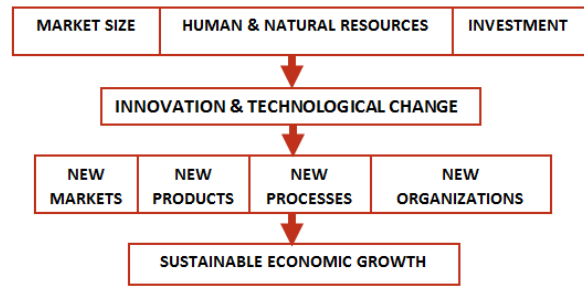 MARKET SIZE HUMAN & NATURAL RESOURCES INVESTMENT
INNOVATION & TECHNOLOGICAL CHANGE
NEW MARKETS
NEW PRODUCTS
NEW PROCESSES
NEW ORGANIZATIONS
SUSTAINABLE ECONOMIC GROWTH